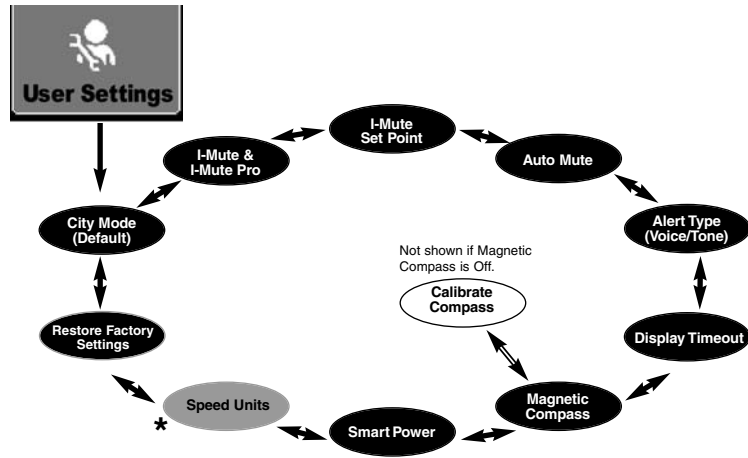 User Settings
I-Mute
Set Point
I-Mute &
I-Mute Pro
Auto Mute
City Mode
(Default)
Alert Type
(Voice/Tone)
Not shown if Magnetic
Compass is Off.
Calibrate
Compass
Restore Factory
Settings
Display Timeout
Speed Units
*
Magnetic
Compass
Smart Power